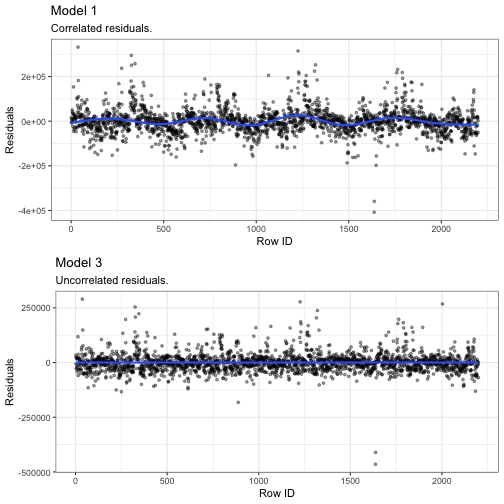 Model 1
Correlated residuals.
2e+05
0e+00
-2e+05
-4e+05
Residuals
0
500
1000
1500
2000
Row ID
Model 3
Uncorrelated residuals.
250000
0
-250000
-500000
Residuals
0
500
1000
1500
2000
Row ID